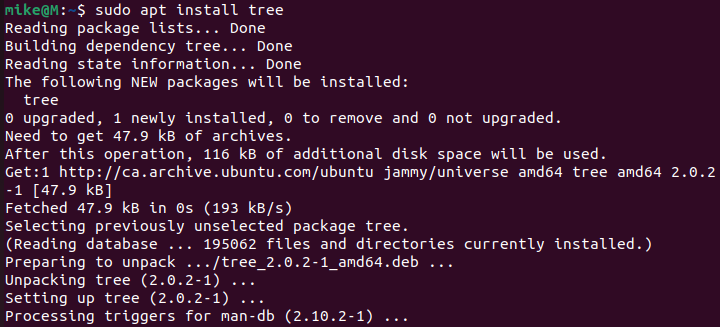 mike@M:~$ sudo apt install tree
Reading package lists... Done
Building dependency tree... Done
Reading state information... Done
The following NEW packages will be installed:
  tree
0 upgraded, 1 newly installed, 0 to remove and 0 not upgraded.
Need to get 47.9 kB of archives.
After this operation, 116 kB of additional disk space will be used.
Get:1 http://ca.archive.ubuntu.com/ubuntu jammy/universe amd64 tree amd64 2.0.2
-1 [47.9 kB]
Fetched 47.9 kB in 0s (193 kB/s)
Selecting previously unselected package tree.
(Reading database ... 195062 files and directories currently installed.)
Preparing to unpack .../tree_2.0.2-1_amd64.deb ...
Unpacking tree (2.0.2-1) ...
Setting up tree (2.0.2-1) ...
Processing triggers for man-db (2.10.2-1) ...